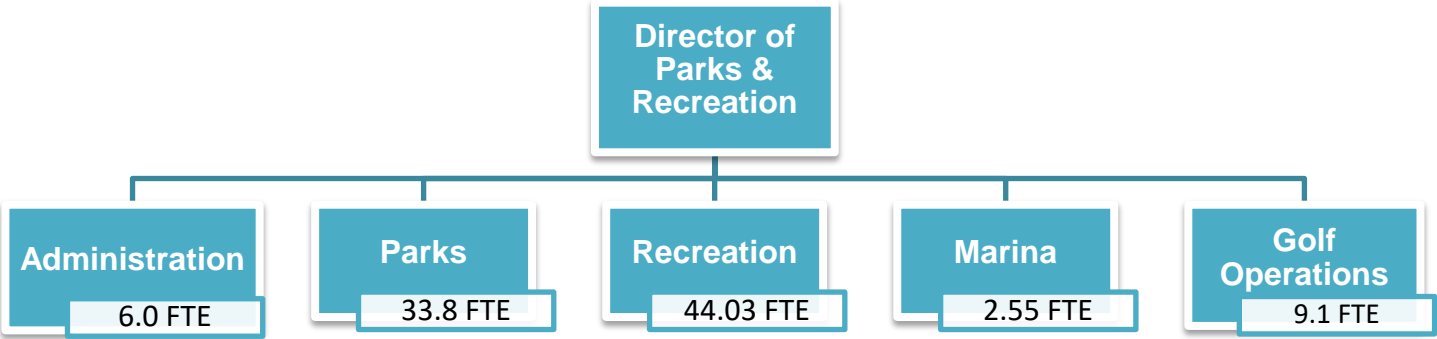 Director of
Parks &
Recreation
Administration
6.0 FTE
Parks
33.8 FTE
Recreation
44.03 FTE
Marina
2.55 FTE
Golf
Operations
9.1 FTE